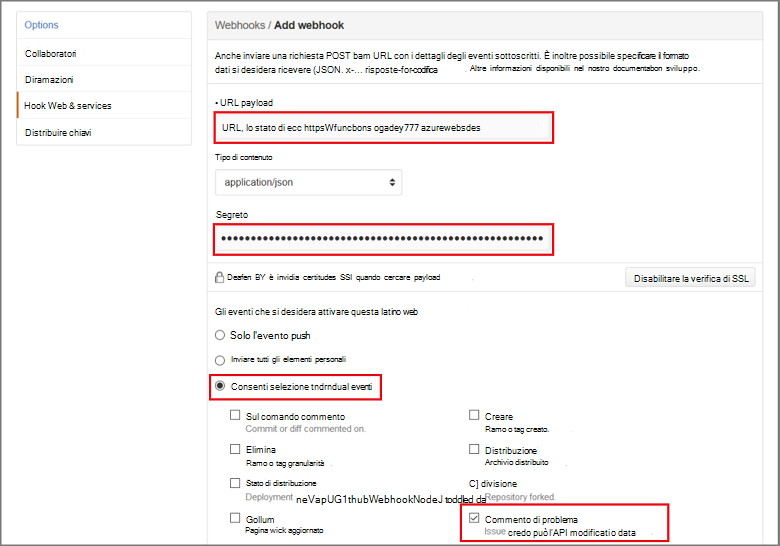 Options
Collaboratori
Diramazioni
Hook Web & services
Distribuire chiavi
Webhooks / Add webhook
Anche inviare una richiesta POST bam URL con i dettagli degli eventi sottoscritti. È inoltre possibile specificare il formato
dati si desidera ricevere (JSON. x-... risposte-for-codifica . Altre informazioni disponibili nel nostro documentabon sviluppo.
• URL payload
URL, lo stato di ecc httpsWfuncbons ogadey777 azurewebsdes
Tipo di contenuto
application/json
Segreto
Deafen BY è invidia certitudes SSI quando cercare payload .
Disabilitare la verifica di SSL
Gli eventi che si desidera attivare questa latino web
Solo l'evento push
Inviare tutti gli elementi personali
Consenti selezione tndrndual eventi
Sul comando commento
Commit or diff commented on.
Creare
Ramo o tag creato.
Elimina
Ramo o tag granularità .
Distribuzione
Archivio distribuito .
Stato di distribuzione
Deployment neVapUG1thubWebhookNodeJ toddled da
C] divisione
Repository forked.
Gollum
Pagina wick aggiornato
Commento di problema
Issue credo può l'API modificati o data .